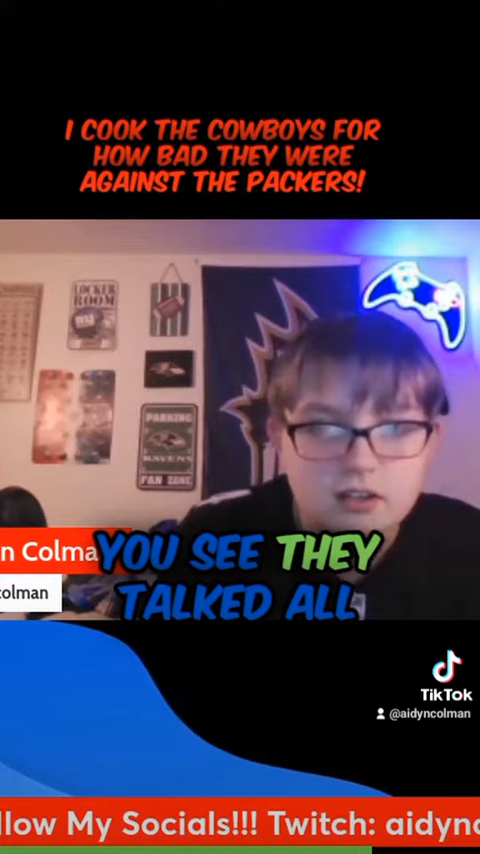 I COOK THE COWBOYS FOR
HOW BAD THEY WERE
AGAINST THE PACKERS!
LOCKER
ROOM
PARKING
RAVENS
FAN ZONE
n Colma
colman
YOU SEE THEY
TALKED ALL
TikTok
@aidyncolman
llow My Socials!!! Twitch: aidync